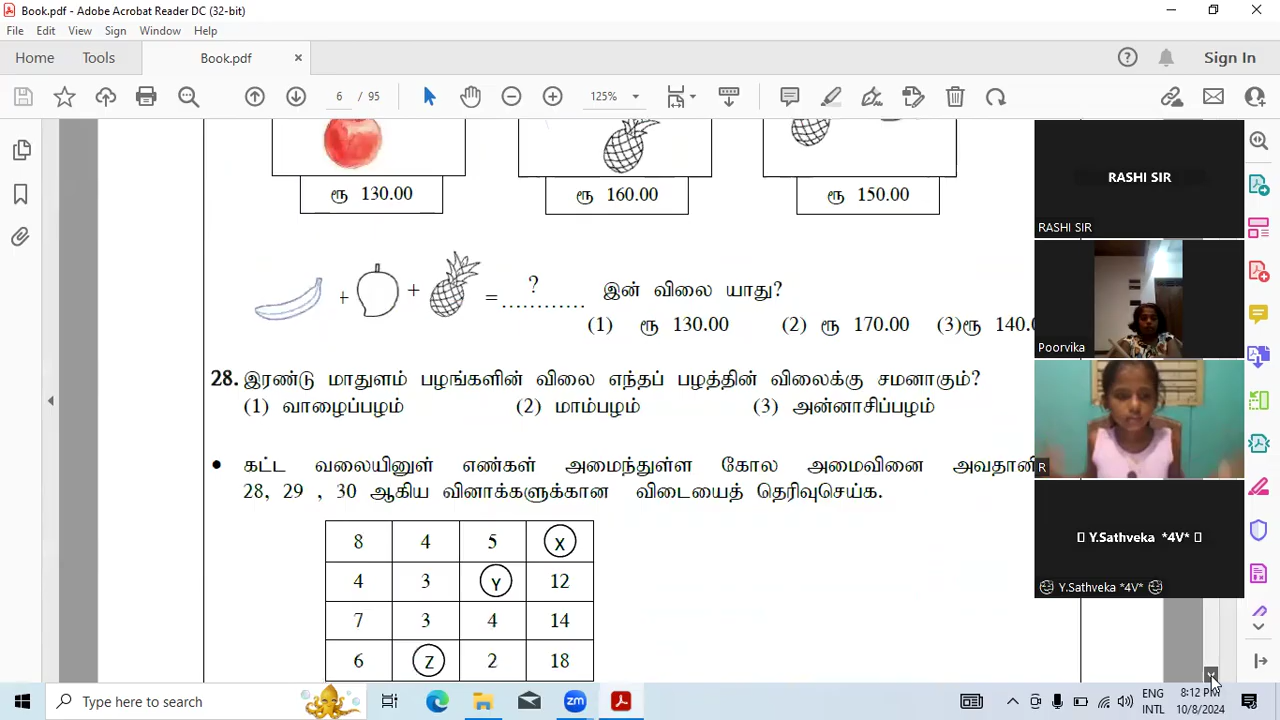 Book.pdf - Adobe Acrobat Reader DC (32-bit)
File Edit View Sign Window Help
Home Tools Book.pdf × Sign In
6 / 95 125%
ரூ 130.00 ரூ 160.00 ரூ 150.00
+ + = ? ............ இன் விலை யாது?
(1) ரூ 130.00 (2) ரூ 170.00 (3)ரூ 140.0
28. இரண்டு மாதுளம் பழங்களின் விலை எந்தப் பழத்தின் விலைக்கு சமனாகும்?
(1) வாழைப்பழம் (2) மாம்பழம் (3) அன்னாசிப்பழம்
• கட்ட வலையினுள் எண்கள் அமைந்துள்ள கோல அமைவினை அவதானி
28, 29 , 30 ஆகிய வினாக்களுக்கான விடையைத் தெரிவுசெய்க.
8 4 5 X
4 3 Y 12
7 3 4 14
6 Z 2 18
RASHI SIR
RASHI SIR
Poorvika
R
Y.Sathveka *4V*
Y.Sathveka *4V*
Type here to search
zm
ENG
INTL
8:12 PM
10/8/2024